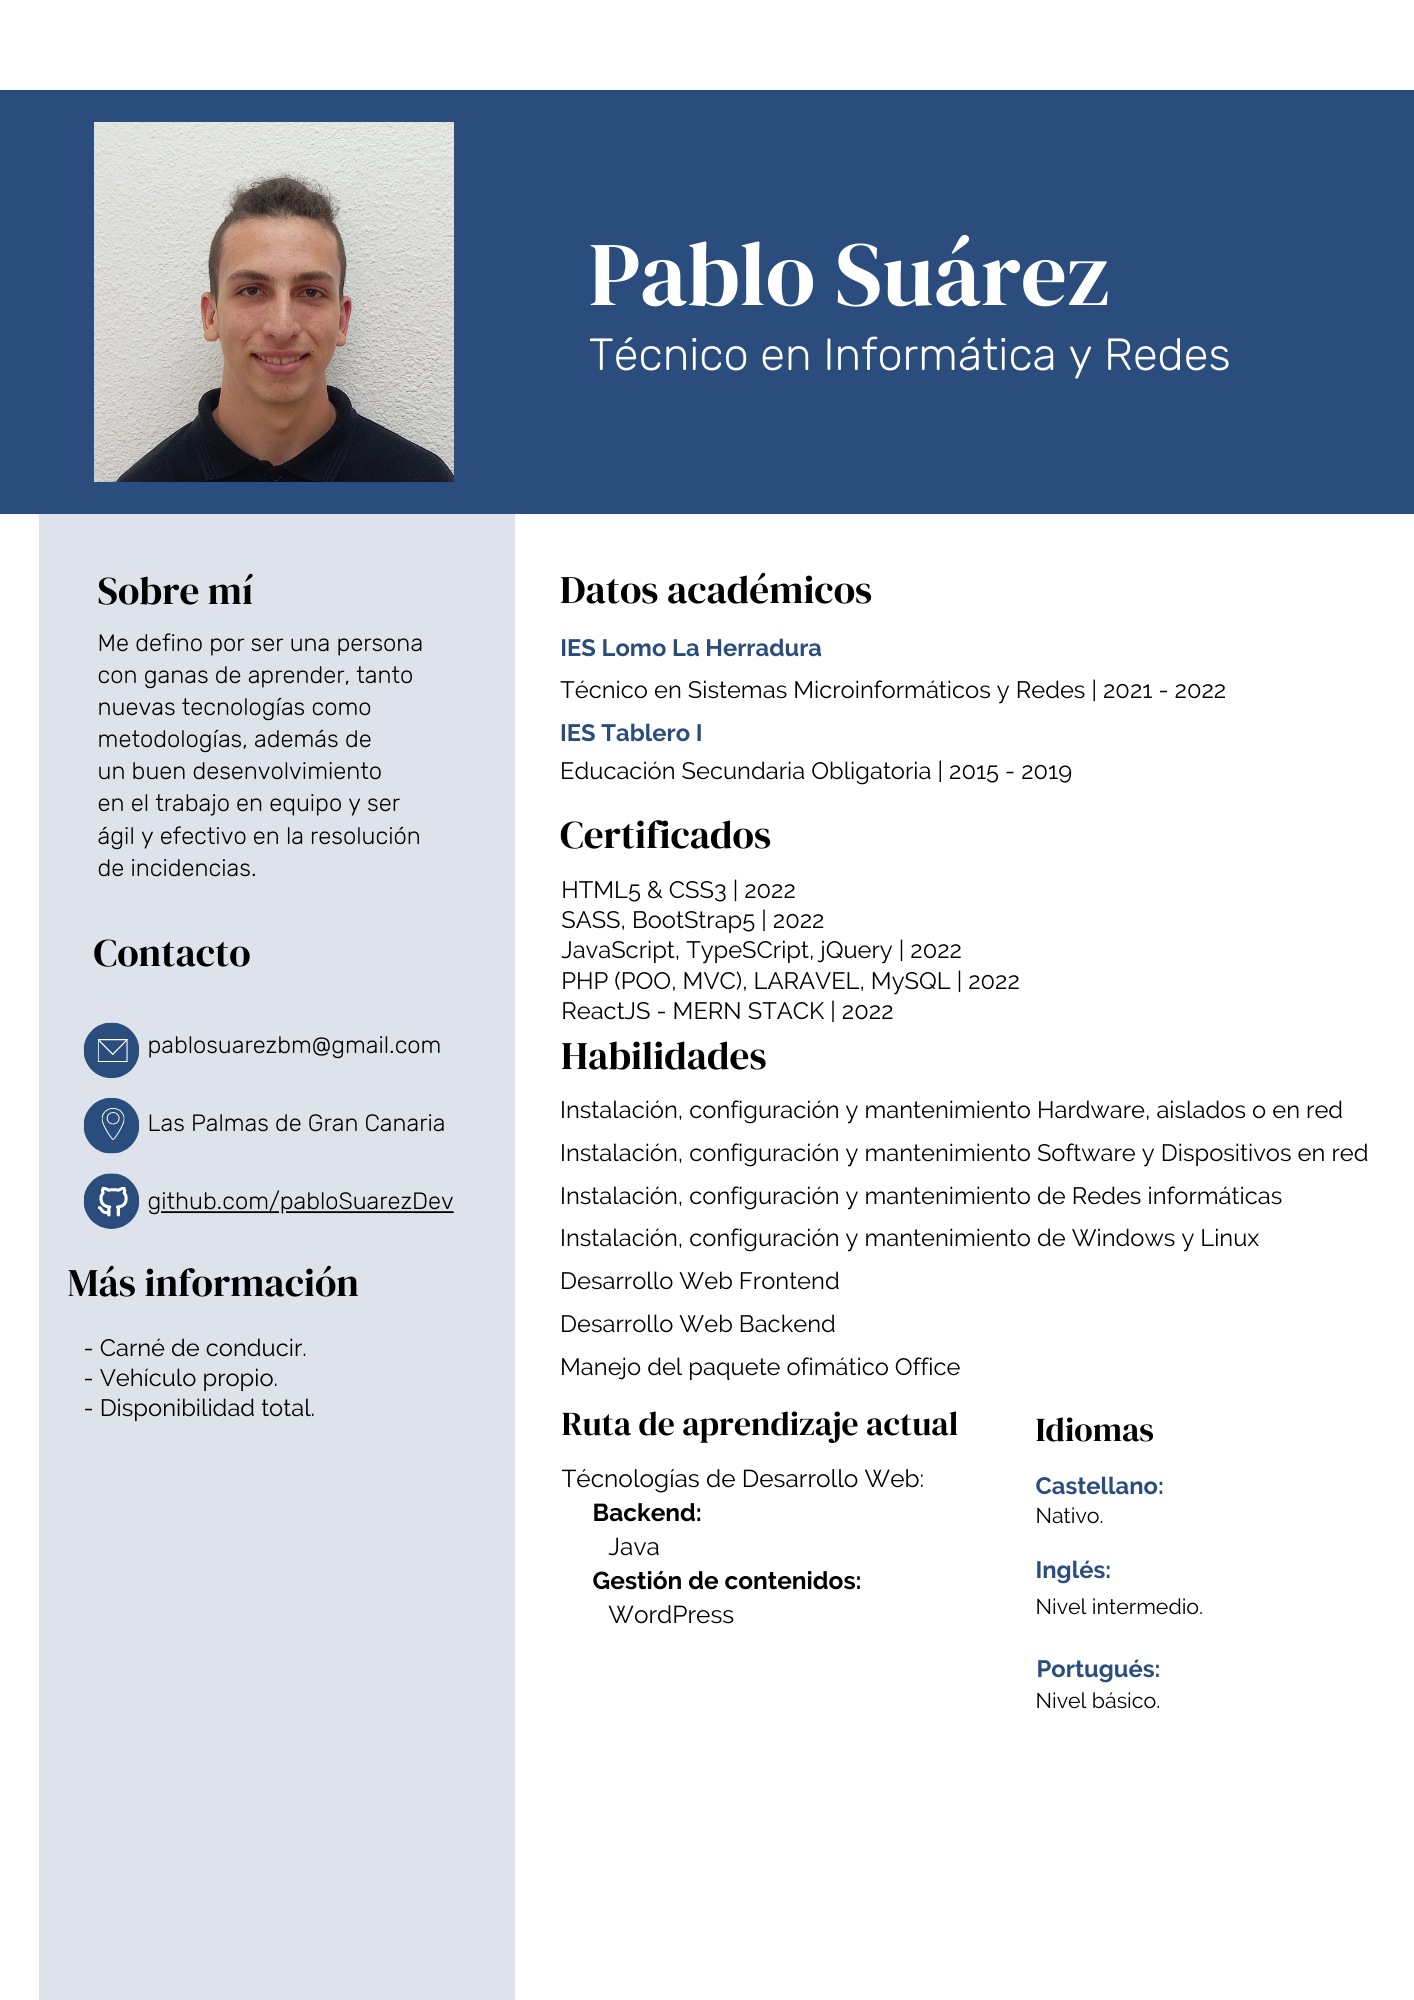 Pablo Suárez
Técnico en Informática y Redes
Sobre mí
Me defino por ser una persona
con ganas de aprender, tanto
nuevas tecnologías como
metodologías, además de
un buen desenvolvimiento
en el trabajo en equipo y ser
ágil y efectivo en la resolución
de incidencias.
Contacto
pablosuarezbm@gmail.com
Las Palmas de Gran Canaria
github.com/pabloSuarezDev
Más información
- Carné de conducir.
- Vehículo propio.
- Disponibilidad total.
Datos académicos
IES Lomo La Herradura
Técnico en Sistemas Microinformáticos y Redes | 2021 - 2022
IES Tablero I
Educación Secundaria Obligatoria | 2015 - 2019
Certificados
HTML5 & CSS3 | 2022
SASS, BootStrap5 | 2022
JavaScript, TypeSCript, jQuery | 2022
PHP (POO, MVC), LARAVEL, MySQL | 2022
ReactJS - MERN STACK | 2022
Habilidades
Instalación, configuración y mantenimiento Hardware, aislados o en red
Instalación, configuración y mantenimiento Software y Dispositivos en red
Instalación, configuración y mantenimiento de Redes informáticas
Instalación, configuración y mantenimiento de Windows y Linux
Desarrollo Web Frontend
Desarrollo Web Backend
Manejo del paquete ofimático Office
Ruta de aprendizaje actual
Técnologías de Desarrollo Web:
Backend:
Java
Gestión de contenidos:
WordPress
Idiomas
Castellano:
Nativo.
Inglés:
Nivel intermedio.
Portugués:
Nivel básico.